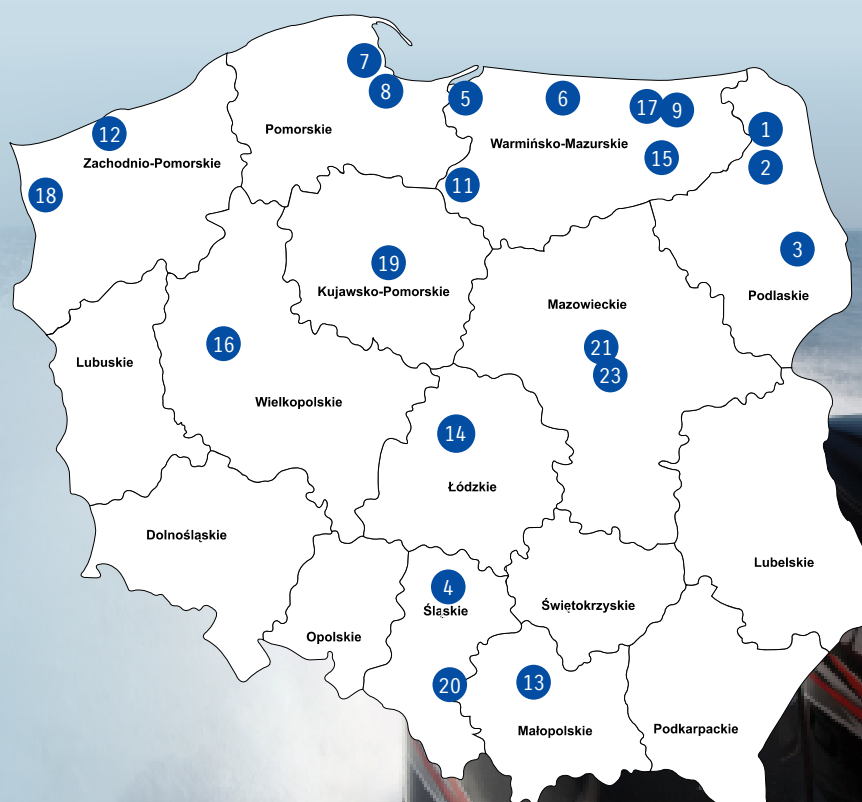 7
8
5
6
17
9
12
Pomorskie
1
Warmińsko-Mazurskie
Zachodnio-Pomorskie
15
2
18
11
3
19
Kujawsko-Pomorskie
Podlaskie
Mazowieckie
16
21
Lubuskie
23
Wielkopolskie
14
Łódzkie
Dolnośląskie
Lubelskie
4
Śląskie
Świętokrzyskie
Opolskie
20
13
Małopolskie
Podkarpackie